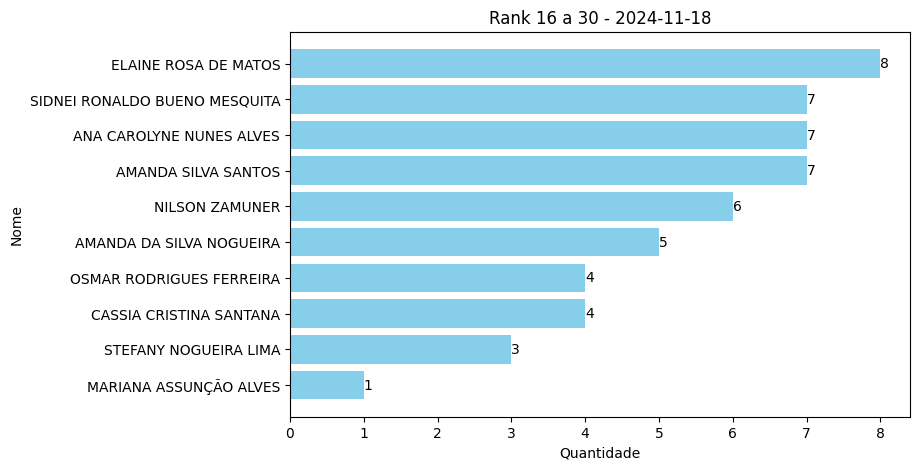 Rank 16 a 30 - 2024-11-18
Nome
ELAINE ROSA DE MATOS 8
SIDNEI RONALDO BUENO MESQUITA 7
ANA CAROLYNE NUNES ALVES 7
AMANDA SILVA SANTOS 7
NILSON ZAMUNER 6
AMANDA DA SILVA NOGUEIRA 5
OSMAR RODRIGUES FERREIRA 4
CASSIA CRISTINA SANTANA 4
STEFANY NOGUEIRA LIMA 3
MARIANA ASSUNÇÃO ALVES 1
0 1 2 3 4 5 6 7 8
Quantidade